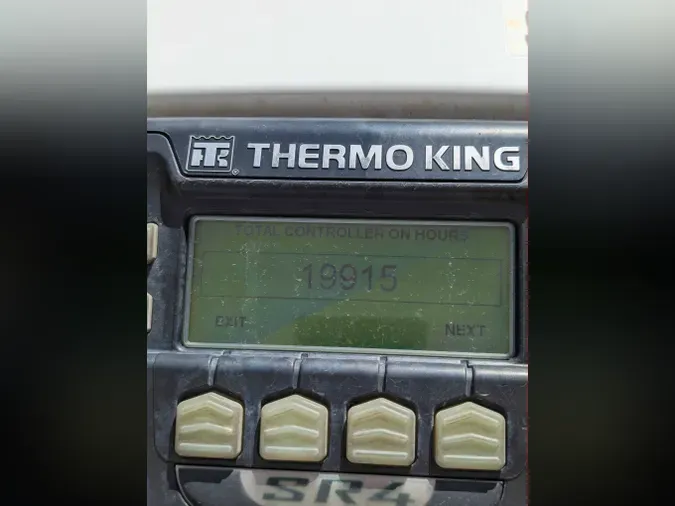 TK THERMO KING
TOTAL CONTROLLER ON HOURS
19915
EXIT NEXT
SR4